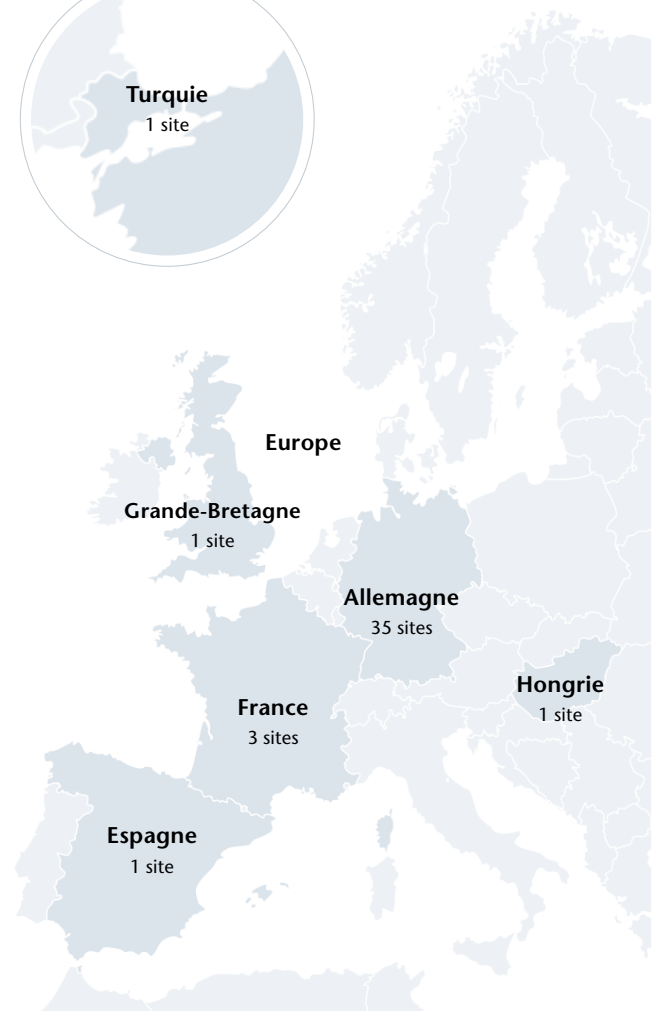 Turquie
1 site
Europe
Grande-Bretagne
1 site
Allemagne
35 sites
Hongrie
1 site
France
3 sites
Espagne
1 site